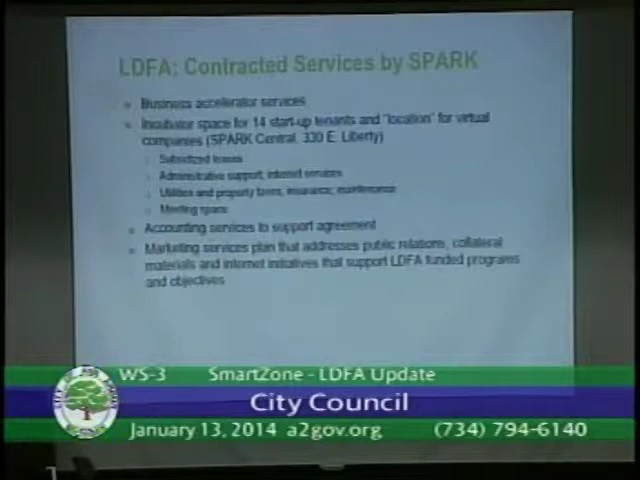 LDFA: Contracted Services by SPARK
Business accelerator services
Incubator space for 14 start-up tenants and "location" for virtual
companies (SPARK Central, 330 E. Liberty)
Subsidized leases
Administrative support, internet services
Utilities and property taxes, insurance, maintenance
Meeting space
Accounting services to support agreement
Marketing services plan that addresses public relations, collateral
materials and internet initiatives that support LDFA funded programs
and objectives
WS-3 SmartZone - LDFA Update
City Council
January 13, 2014 a2gov.org (734) 794-6140